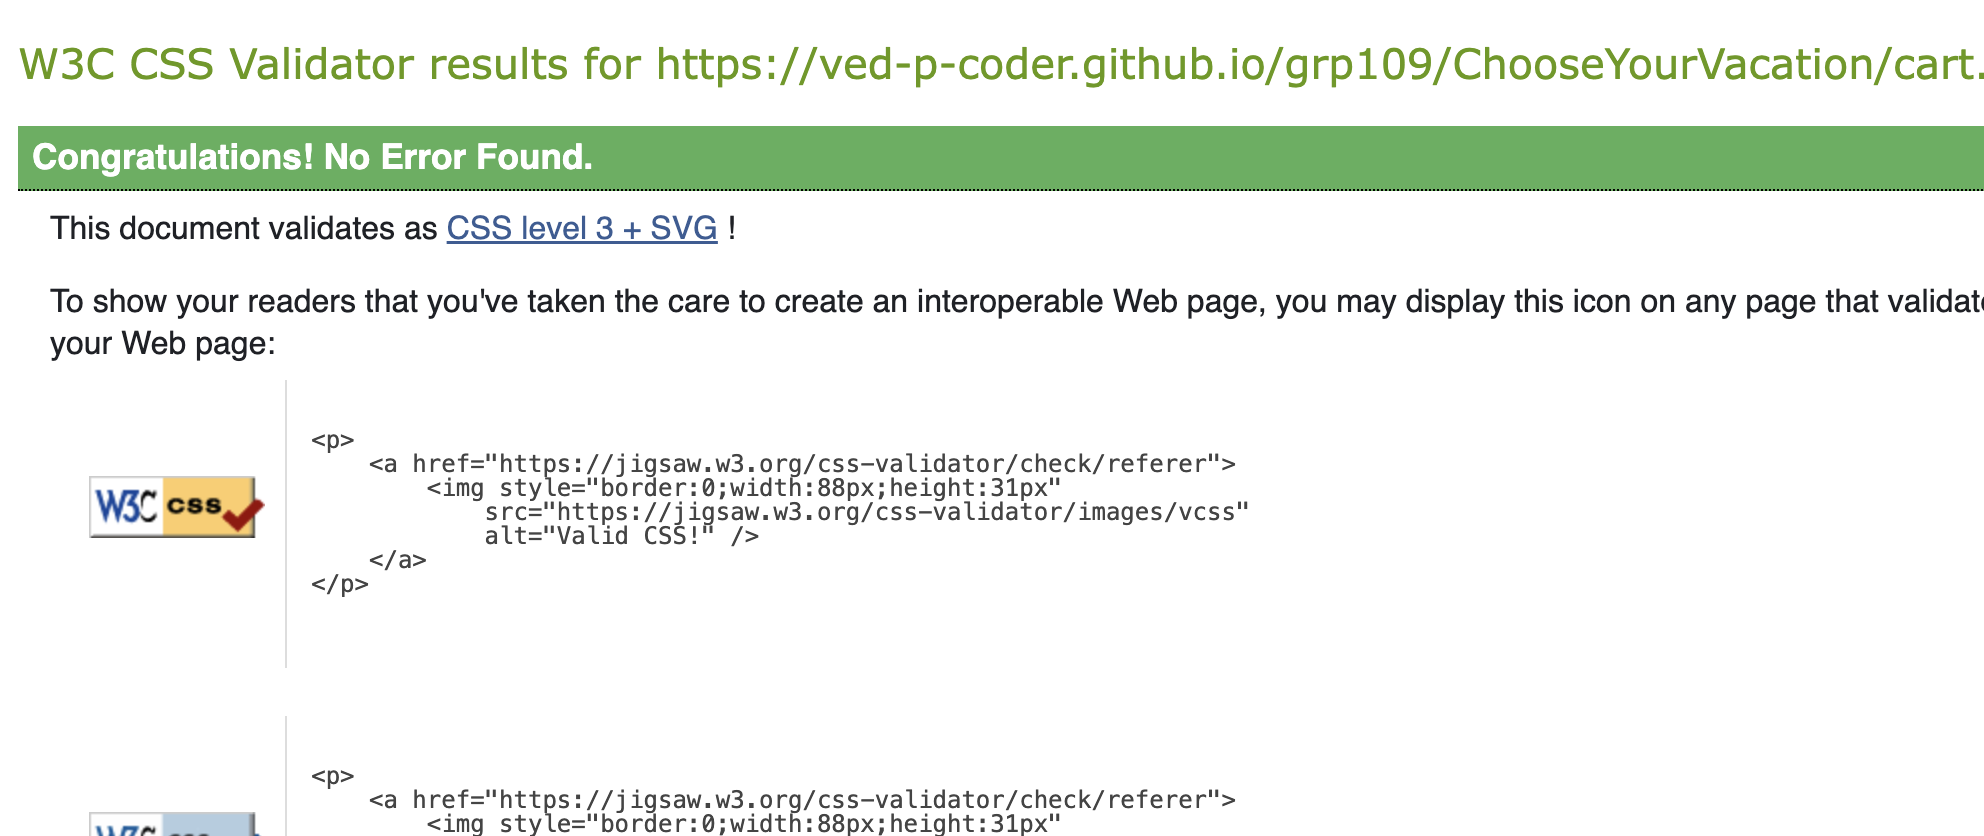 W3C CSS Validator results for https://ved-p-coder.github.io/grp109/ChooseYourVacation/cart.
Congratulations! No Error Found.
This document validates as CSS level 3 + SVG !
To show your readers that you've taken the care to create an interoperable Web page, you may display this icon on any page that
your Web page:
<p>
<a href="https://jigsaw.w3.org/css-validator/check/referer">
<img style="border:0;width:88px;height:31px"
W3C css
src="https://jigsaw.w3.org/css-validator/images/vcss"
alt="Valid CSS!" />
</a>
</p>
<p>
<a href="https://jigsaw.w3.org/css-validator/check/referer">
<img style="border:0;width:88px;height:31px"